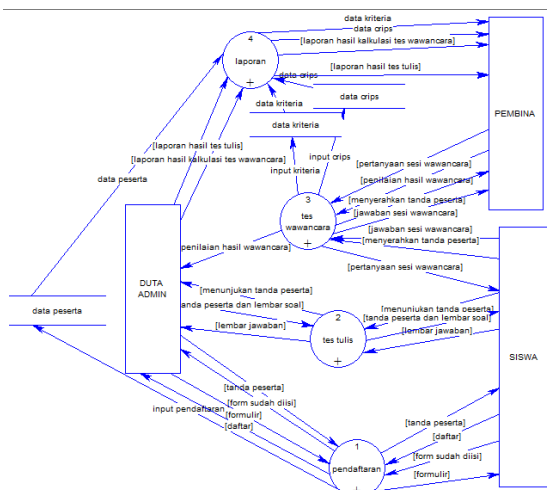 data kriteria
data crips
[laporan hasil kalkulasi tes wawancara]
4
laporan
+
[laporan hasil tes tulis]
data crips
data crips
data kriteria
data kriteria
PEMBINA
[laporan hasil tes tulis]
[laporan hasil kalkulasi tes wawancara]
data peserta
input crips
input kriteria
[pertanyaan sesi wawancara]
[penilaian hasil wawancara]
[menyerahkan tanda peserta]
[jawaban sesi wawancara]
3
tes
wawancara
+
[jawaban sesi wawancara]
[menyerahkan tanda peserta]
[pertanyaan sesi wawancara]
penilaian hasil wawancara]
DUTA
ADMIN
[menunjukan tanda peserta]
tanda peserta dan lembar soal]
[lembar jawaban]
2
tes tulis
+
[menunjukan tanda peserta]
[tanda peserta dan lembar soal]
[lembar jawaban]
data peserta
SISWA
[tanda peserta]
[form sudah diisi]
[formulir]
[daftar]
input pendaftaran
1
pendaftaran
+
[tanda peserta]
[daftar]
[form sudah diisi]
[formulir]